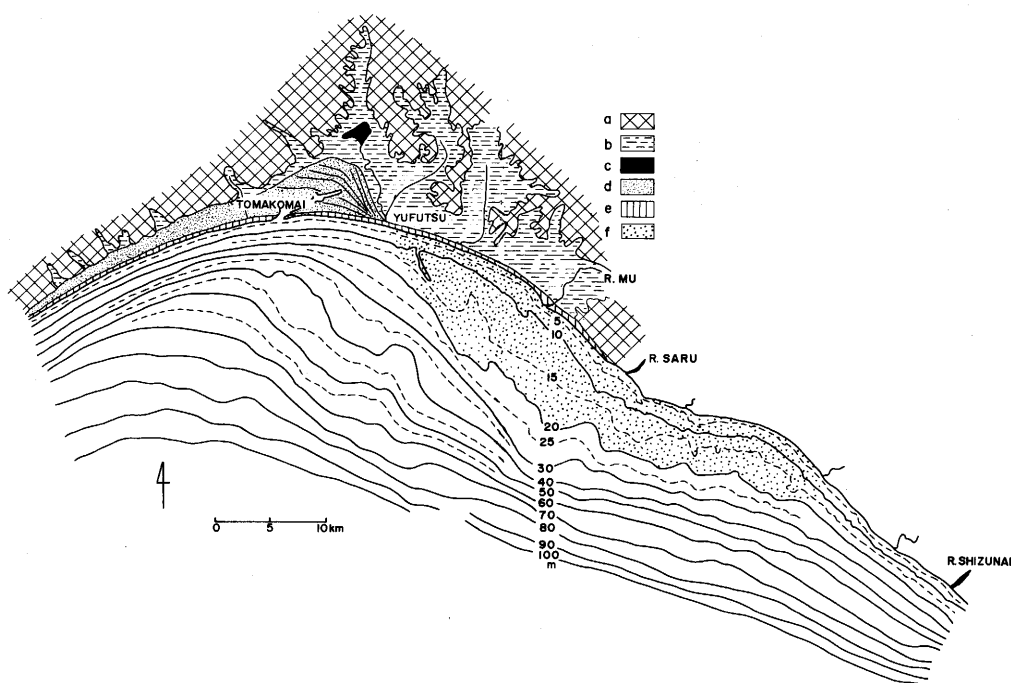 a
b
c
d
e
f
TOMAKOMAI
YUFUTSU
R. MU
R. SARU
R. SHIZUNAI
5
10
15
20
25
30
40
50
60
70
80
90
100
m
0 5 10km